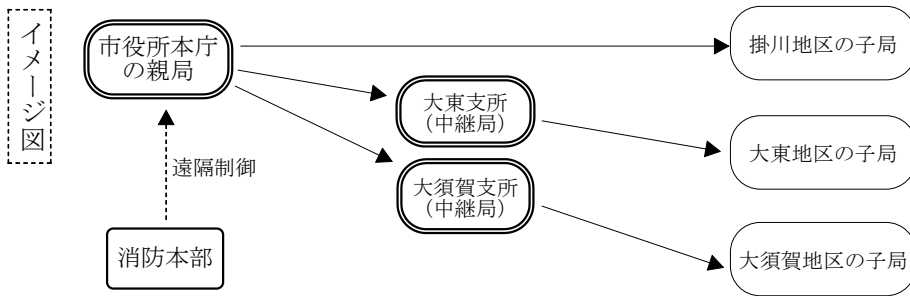 イメージ図
市役所本庁
の親局
掛川地区の子局
大東支所
（中継局）
大東地区の子局
遠隔制御
大須賀支所
（中継局）
消防本部
大須賀地区の子局